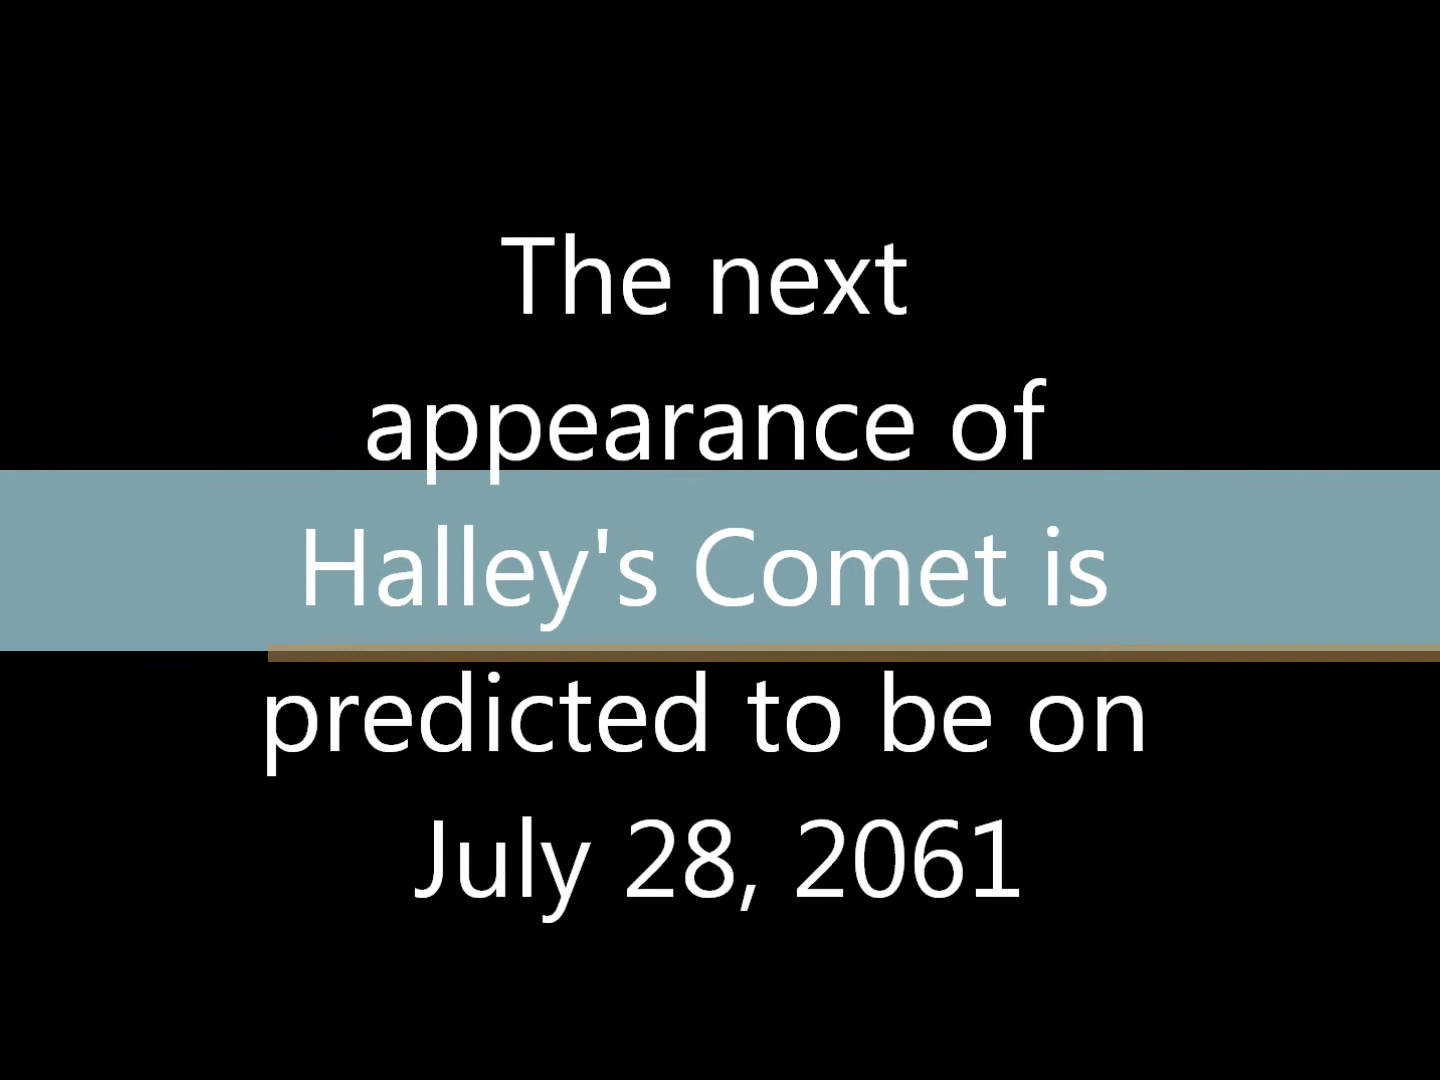 The next
appearance of
Halley's Comet is
predicted to be on
July 28, 2061